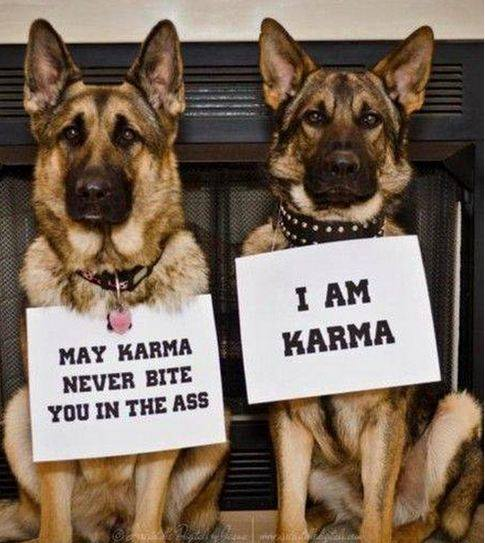 MAY KARMA
NEVER BITE
YOU IN THE ASS
I AM
KARMA